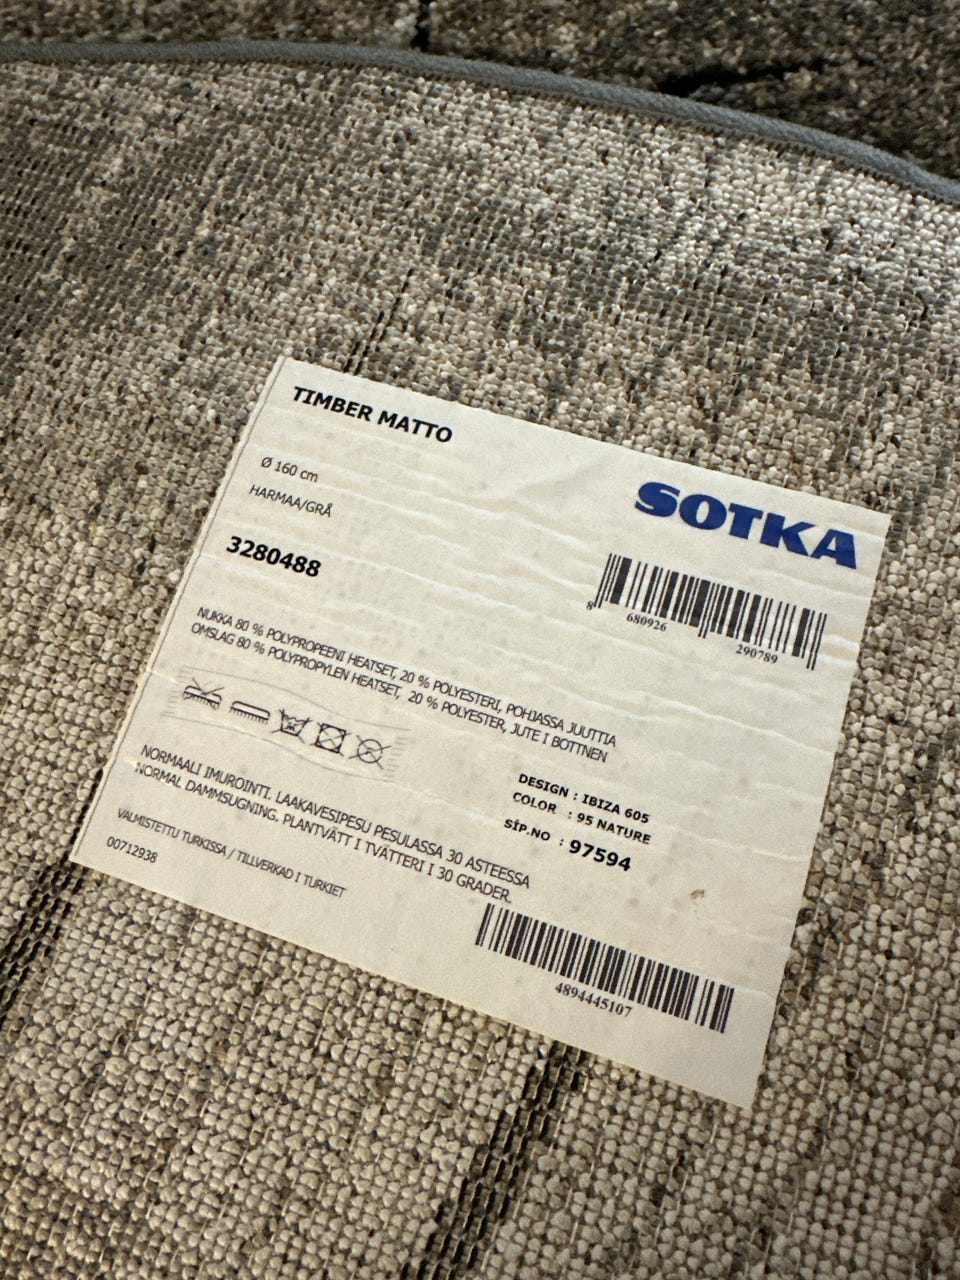 TIMBER MATTO
Ø 160 cm
HARMAA/GRÅ
SOTKA
3280488
8 680926 290789
NUKKA 80 % POLYPROPEENI HEATSET, 20 % POLYESTERI, POHJASSA JUUTTIA
OMSLAG 80 % POLYPROPYLEN HEATSET, 20 % POLYESTER, JUTE I BOTTNEN
DESIGN : IBIZA 605
COLOR : 95 NATURE
SİP.NO : 97594
NORMAALI IMUROINTI. LAAKAVESIPESU PESULASSA 30 ASTEESSA
NORMAL DAMMSUGNING. PLANTVÄTT I TVÄTTERI I 30 GRADER.
VALMISTETTU TURKISSA / TILLVERKAD I TURKIET
00712938
4894445107